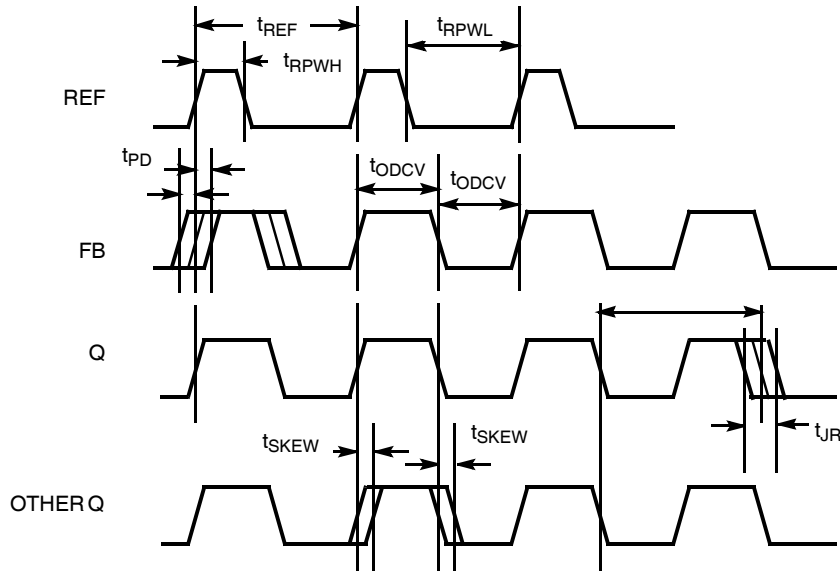 tREF
tRPWH
tRPWL
REF
tPD
tODCV
tODCV
FB
Q
tJR
tSKEW
tSKEW
OTHER Q